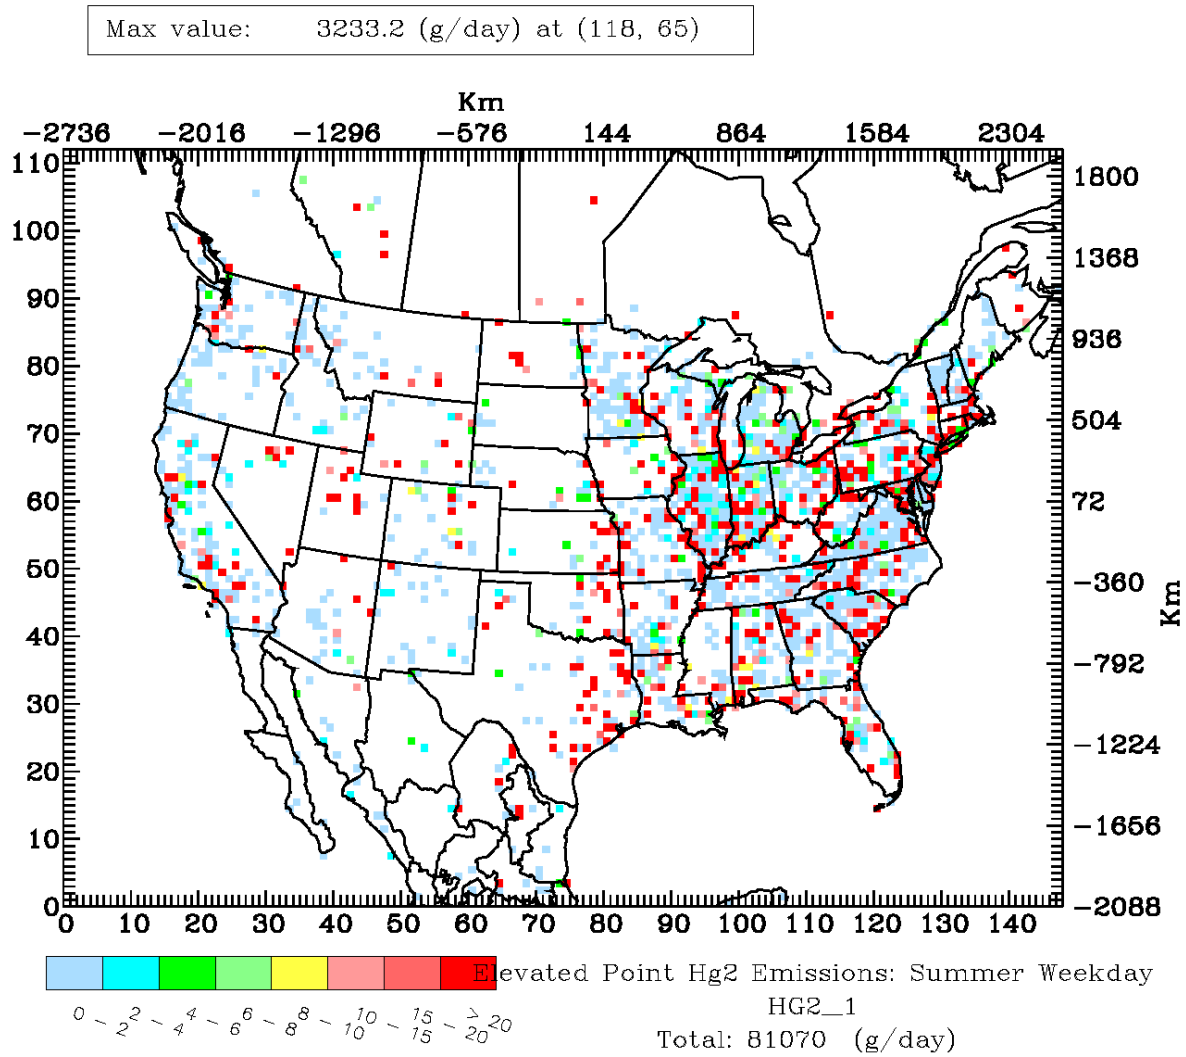 Max value: 3233.2 (g/day) at (118, 65)
Km
-2736 -2016 -1296 -576 144 864 1584 2304
110 1800
100 1368
90 936
80 504
70 72
60 -360
50 Km
40 -792
30 -1224
20 -1656
10 -2088
0
0 10 20 30 40 50 60 70 80 90 100 110 120 130 140
0 - 2 2 - 4 4 - 6 6 - 8 8 - 10 10 - 15 15 - 20 > 20
Elevated Point Hg2 Emissions: Summer Weekday
HG2_1
Total: 81070 (g/day)